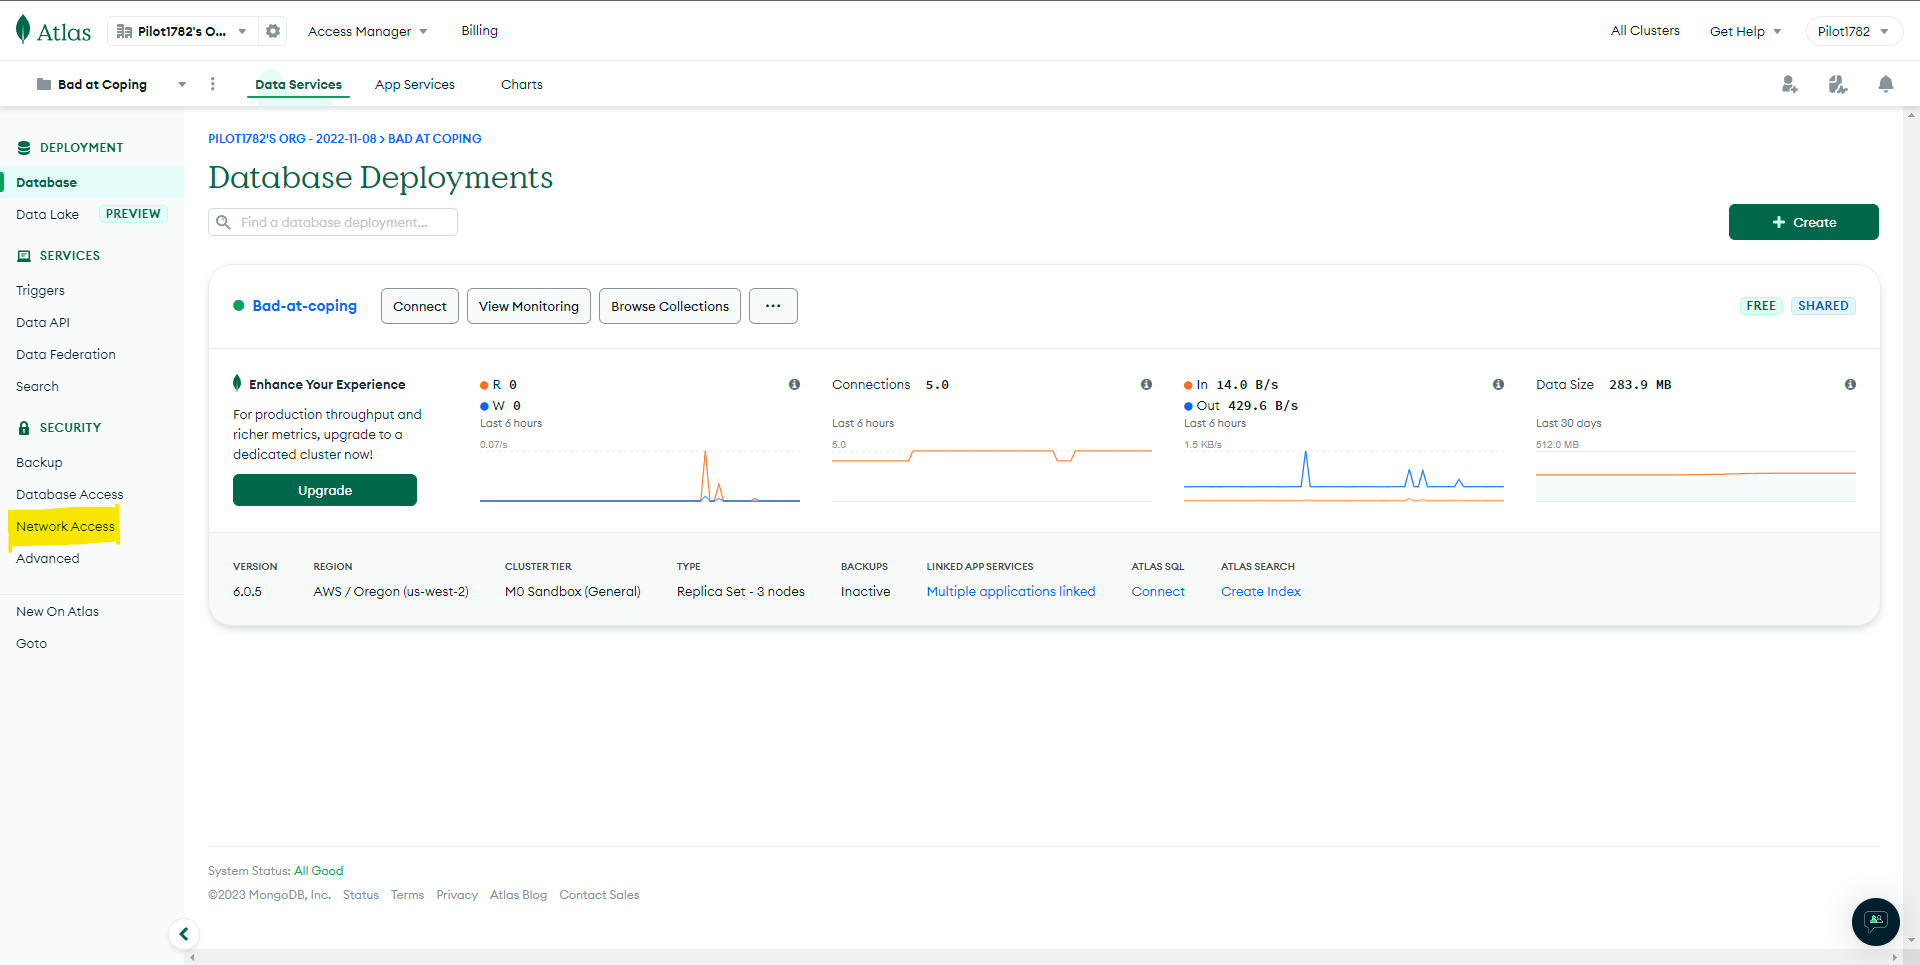 Atlas
Pilot1782's O...
Access Manager
Billing
All Clusters
Get Help
Pilot1782
Bad at Coping
Data Services
App Services
Charts
DEPLOYMENT
Database
Data Lake PREVIEW
SERVICES
Triggers
Data API
Data Federation
Search
SECURITY
Backup
Database Access
Network Access
Advanced
New On Atlas
Goto
PILOT1782'S ORG - 2022-11-08 > BAD AT COPING
Database Deployments
Find a database deployment...
+ Create
Bad-at-coping
Connect
View Monitoring
Browse Collections
...
FREE
SHARED
Enhance Your Experience
For production throughput and
richer metrics, upgrade to a
dedicated cluster now!
Upgrade
R 0
W 0
Last 6 hours
0.07/s
Connections 5.0
Last 6 hours
5.0
In 14.0 B/s
Out 429.6 B/s
Last 6 hours
1.5 KB/s
Data Size 283.9 MB
Last 30 days
512.0 MB
VERSION
6.0.5
REGION
AWS / Oregon (us-west-2)
CLUSTER TIER
M0 Sandbox (General)
TYPE
Replica Set - 3 nodes
BACKUPS
Inactive
LINKED APP SERVICES
Multiple applications linked
ATLAS SQL
Connect
ATLAS SEARCH
Create Index
System Status: All Good
©2023 MongoDB, Inc. Status Terms Privacy Atlas Blog Contact Sales